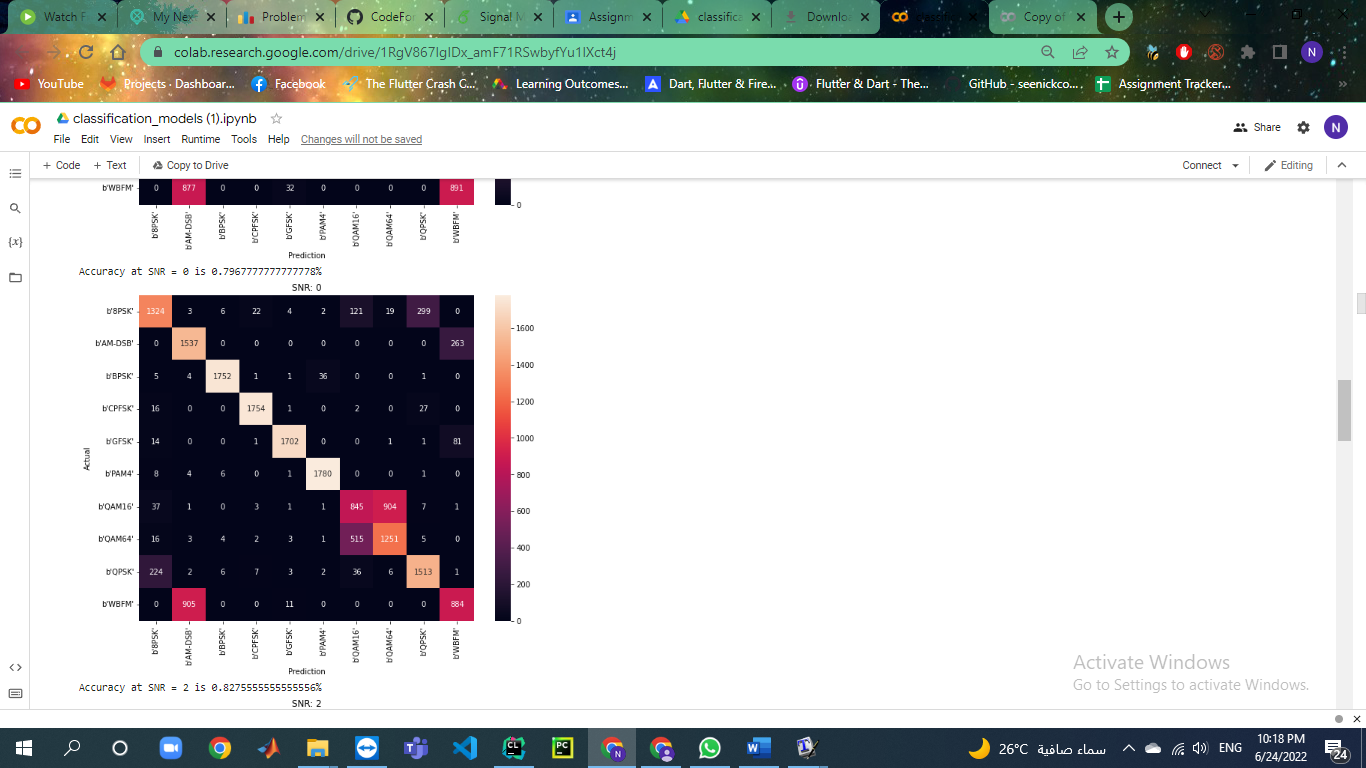 Watch F
My Nex
Problem
CodeFor
Signal M
Assignm
classifica
Downloa
Copy of
colab.research.google.com/drive/1RgV867IgIDx_amF71RSwbyfYu1lXct4j
N
YouTube
Projects · Dashboar...
Facebook
The Flutter Crash C...
Learning Outcomes...
Dart, Flutter & Fire...
Flutter & Dart - The...
GitHub - seenickco...
Assignment Tracker...
»
classification_models (1).ipynb
File Edit View Insert Runtime Tools Help Changes will not be saved
Share
N
+ Code + Text Copy to Drive
Connect Editing
b'WBFM' 0 877 0 0 32 0 0 0 0 891 0
b'8PSK' b'AM-DSB' b'BPSK' b'CPFSK' b'GFSK' b'PAM4' b'QAM16' b'QAM64' b'QPSK' b'WBFM'
Prediction
Accuracy at SNR = 0 is 0.7967777777777778%
SNR: 0
b'8PSK' 1324 3 6 22 4 2 121 19 299 0
b'AM-DSB' 0 1537 0 0 0 0 0 0 0 263
b'BPSK' 5 4 1752 1 1 36 0 0 1 0
b'CPFSK' 16 0 0 1754 1 0 2 0 27 0
b'GFSK' 14 0 0 1 1702 0 0 1 1 81
b'PAM4' 8 4 6 0 1 1780 0 0 1 0
b'QAM16' 37 1 0 3 1 1 845 904 7 1
b'QAM64' 16 3 4 2 3 1 515 1251 5 0
b'QPSK' 224 2 6 7 3 2 36 6 1513 1
b'WBFM' 0 905 0 0 11 0 0 0 0 884
Actual
1600
1400
1200
1000
800
600
400
200
0
b'8PSK' b'AM-DSB' b'BPSK' b'CPFSK' b'GFSK' b'PAM4' b'QAM16' b'QAM64' b'QPSK' b'WBFM'
Prediction
Accuracy at SNR = 2 is 0.8275555555555556%
SNR: 2
Activate Windows
Go to Settings to activate Windows.
26°C سماء صافية
ENG
10:18 PM
6/24/2022
24